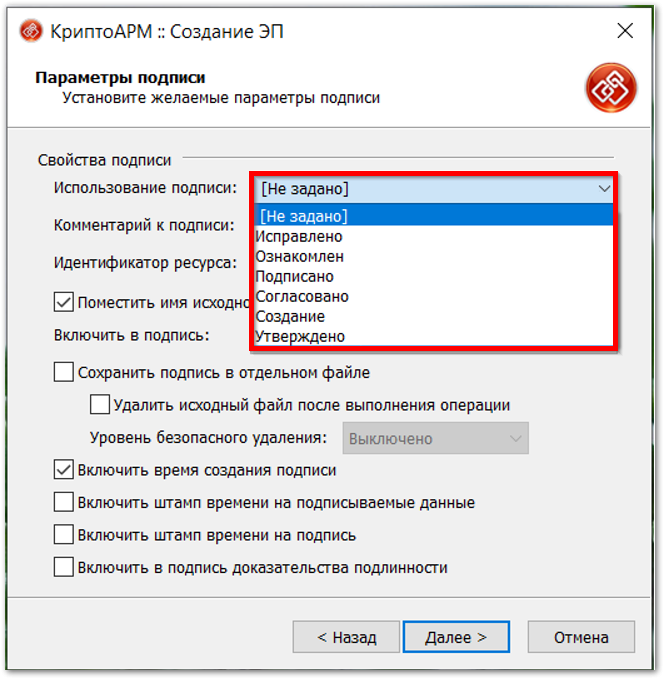 КриптоАРМ :: Создание ЭП
Параметры подписи
Установите желаемые параметры подписи
Свойства подписи
Использование подписи: [Не задано]
[Не задано]
Комментарий к подписи:
Исправлено
Ознакомлен
Идентификатор ресурса:
Подписано
Согласовано
Поместить имя исходно
Создание
Включить в подпись:
Утверждено
Сохранить подпись в отдельном файле
Удалить исходный файл после выполнения операции
Уровень безопасного удаления: Выключено
Включить время создания подписи
Включить штамп времени на подписываемые данные
Включить штамп времени на подпись
Включить в подпись доказательства подлинности
< Назад Далее > Отмена